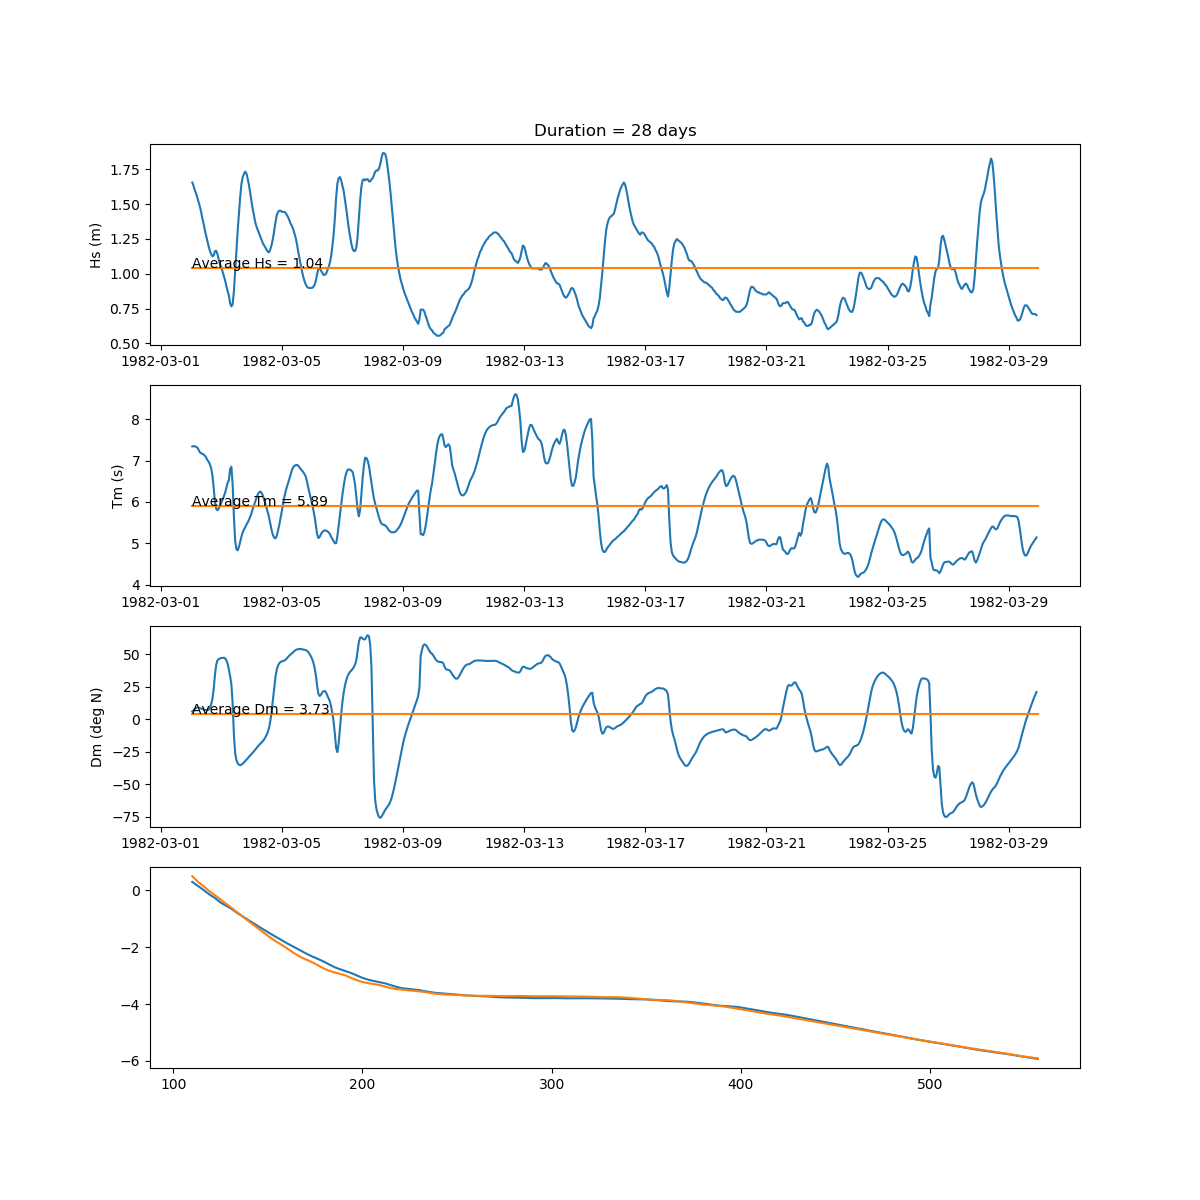 Duration = 28 days
Hs (m)
1.75
1.50
1.25
1.00
0.75
0.50
Average Hs = 1.04
1982-03-01 1982-03-05 1982-03-09 1982-03-13 1982-03-17 1982-03-21 1982-03-25 1982-03-29
Tm (s)
8
7
6
5
4
Average Tm = 5.89
1982-03-01 1982-03-05 1982-03-09 1982-03-13 1982-03-17 1982-03-21 1982-03-25 1982-03-29
Dm (deg N)
50
25
0
−25
−50
−75
Average Dm = 3.73
1982-03-01 1982-03-05 1982-03-09 1982-03-13 1982-03-17 1982-03-21 1982-03-25 1982-03-29
0
−2
−4
−6
100 200 300 400 500